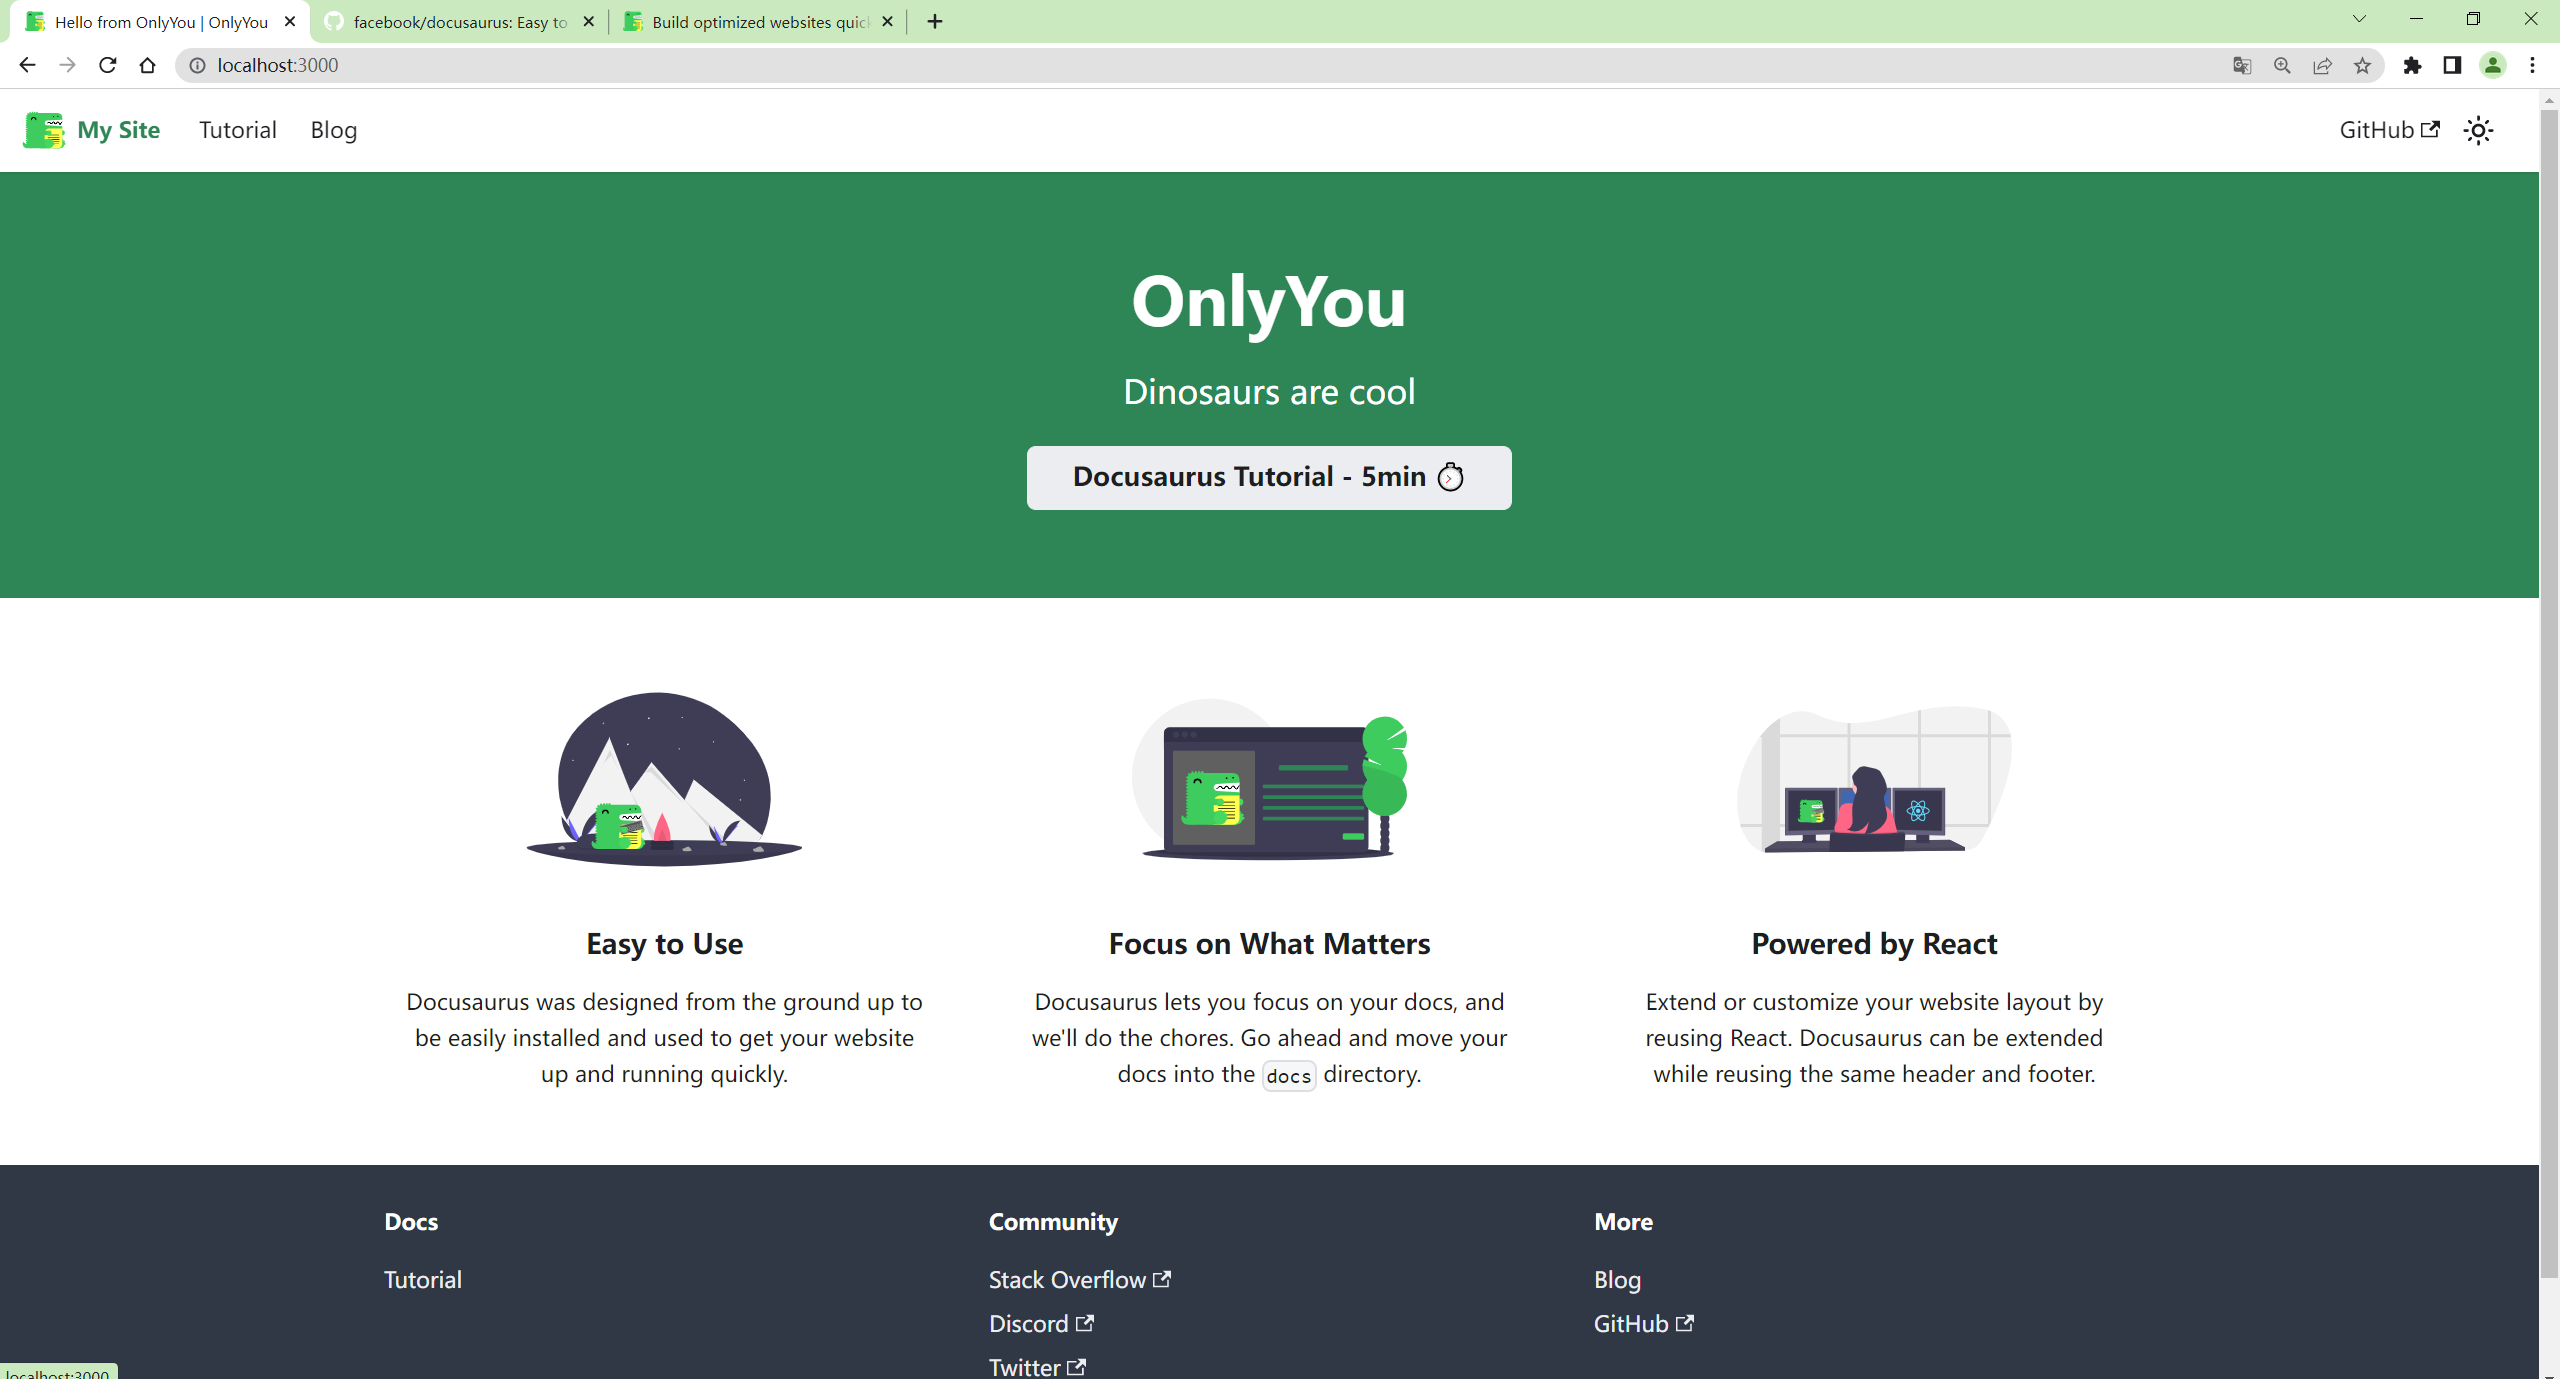 Hello from OnlyYou | OnlyYou
facebook/docusaurus: Easy to
Build optimized websites quic
localhost:3000
My Site
Tutorial
Blog
GitHub
OnlyYou
Dinosaurs are cool
Docusaurus Tutorial - 5min ⏱️
Easy to Use
Docusaurus was designed from the ground up to
be easily installed and used to get your website
up and running quickly.
Focus on What Matters
Docusaurus lets you focus on your docs, and
we'll do the chores. Go ahead and move your
docs into the docs directory.
Powered by React
Extend or customize your website layout by
reusing React. Docusaurus can be extended
while reusing the same header and footer.
Docs
Tutorial
Community
Stack Overflow
Discord
Twitter
More
Blog
GitHub
localhost:3000